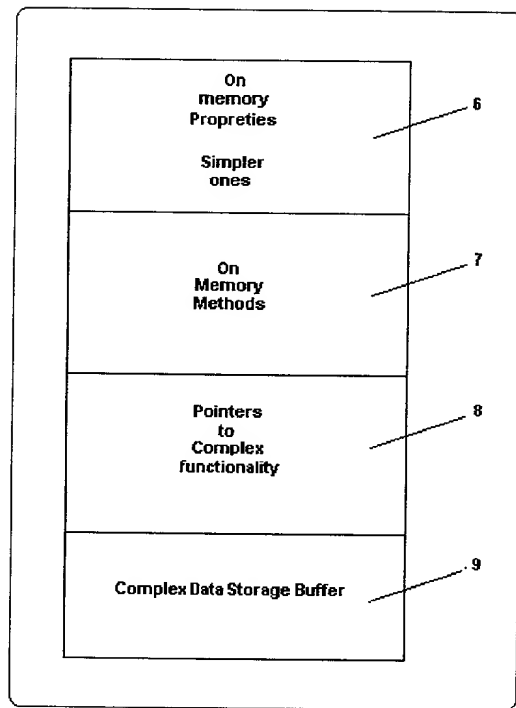 On
memory
Propreties
Simpler
ones
6
On
Memory
Methods
7
Pointers
to
Complex
functionality
8
Complex Data Storage Buffer
9